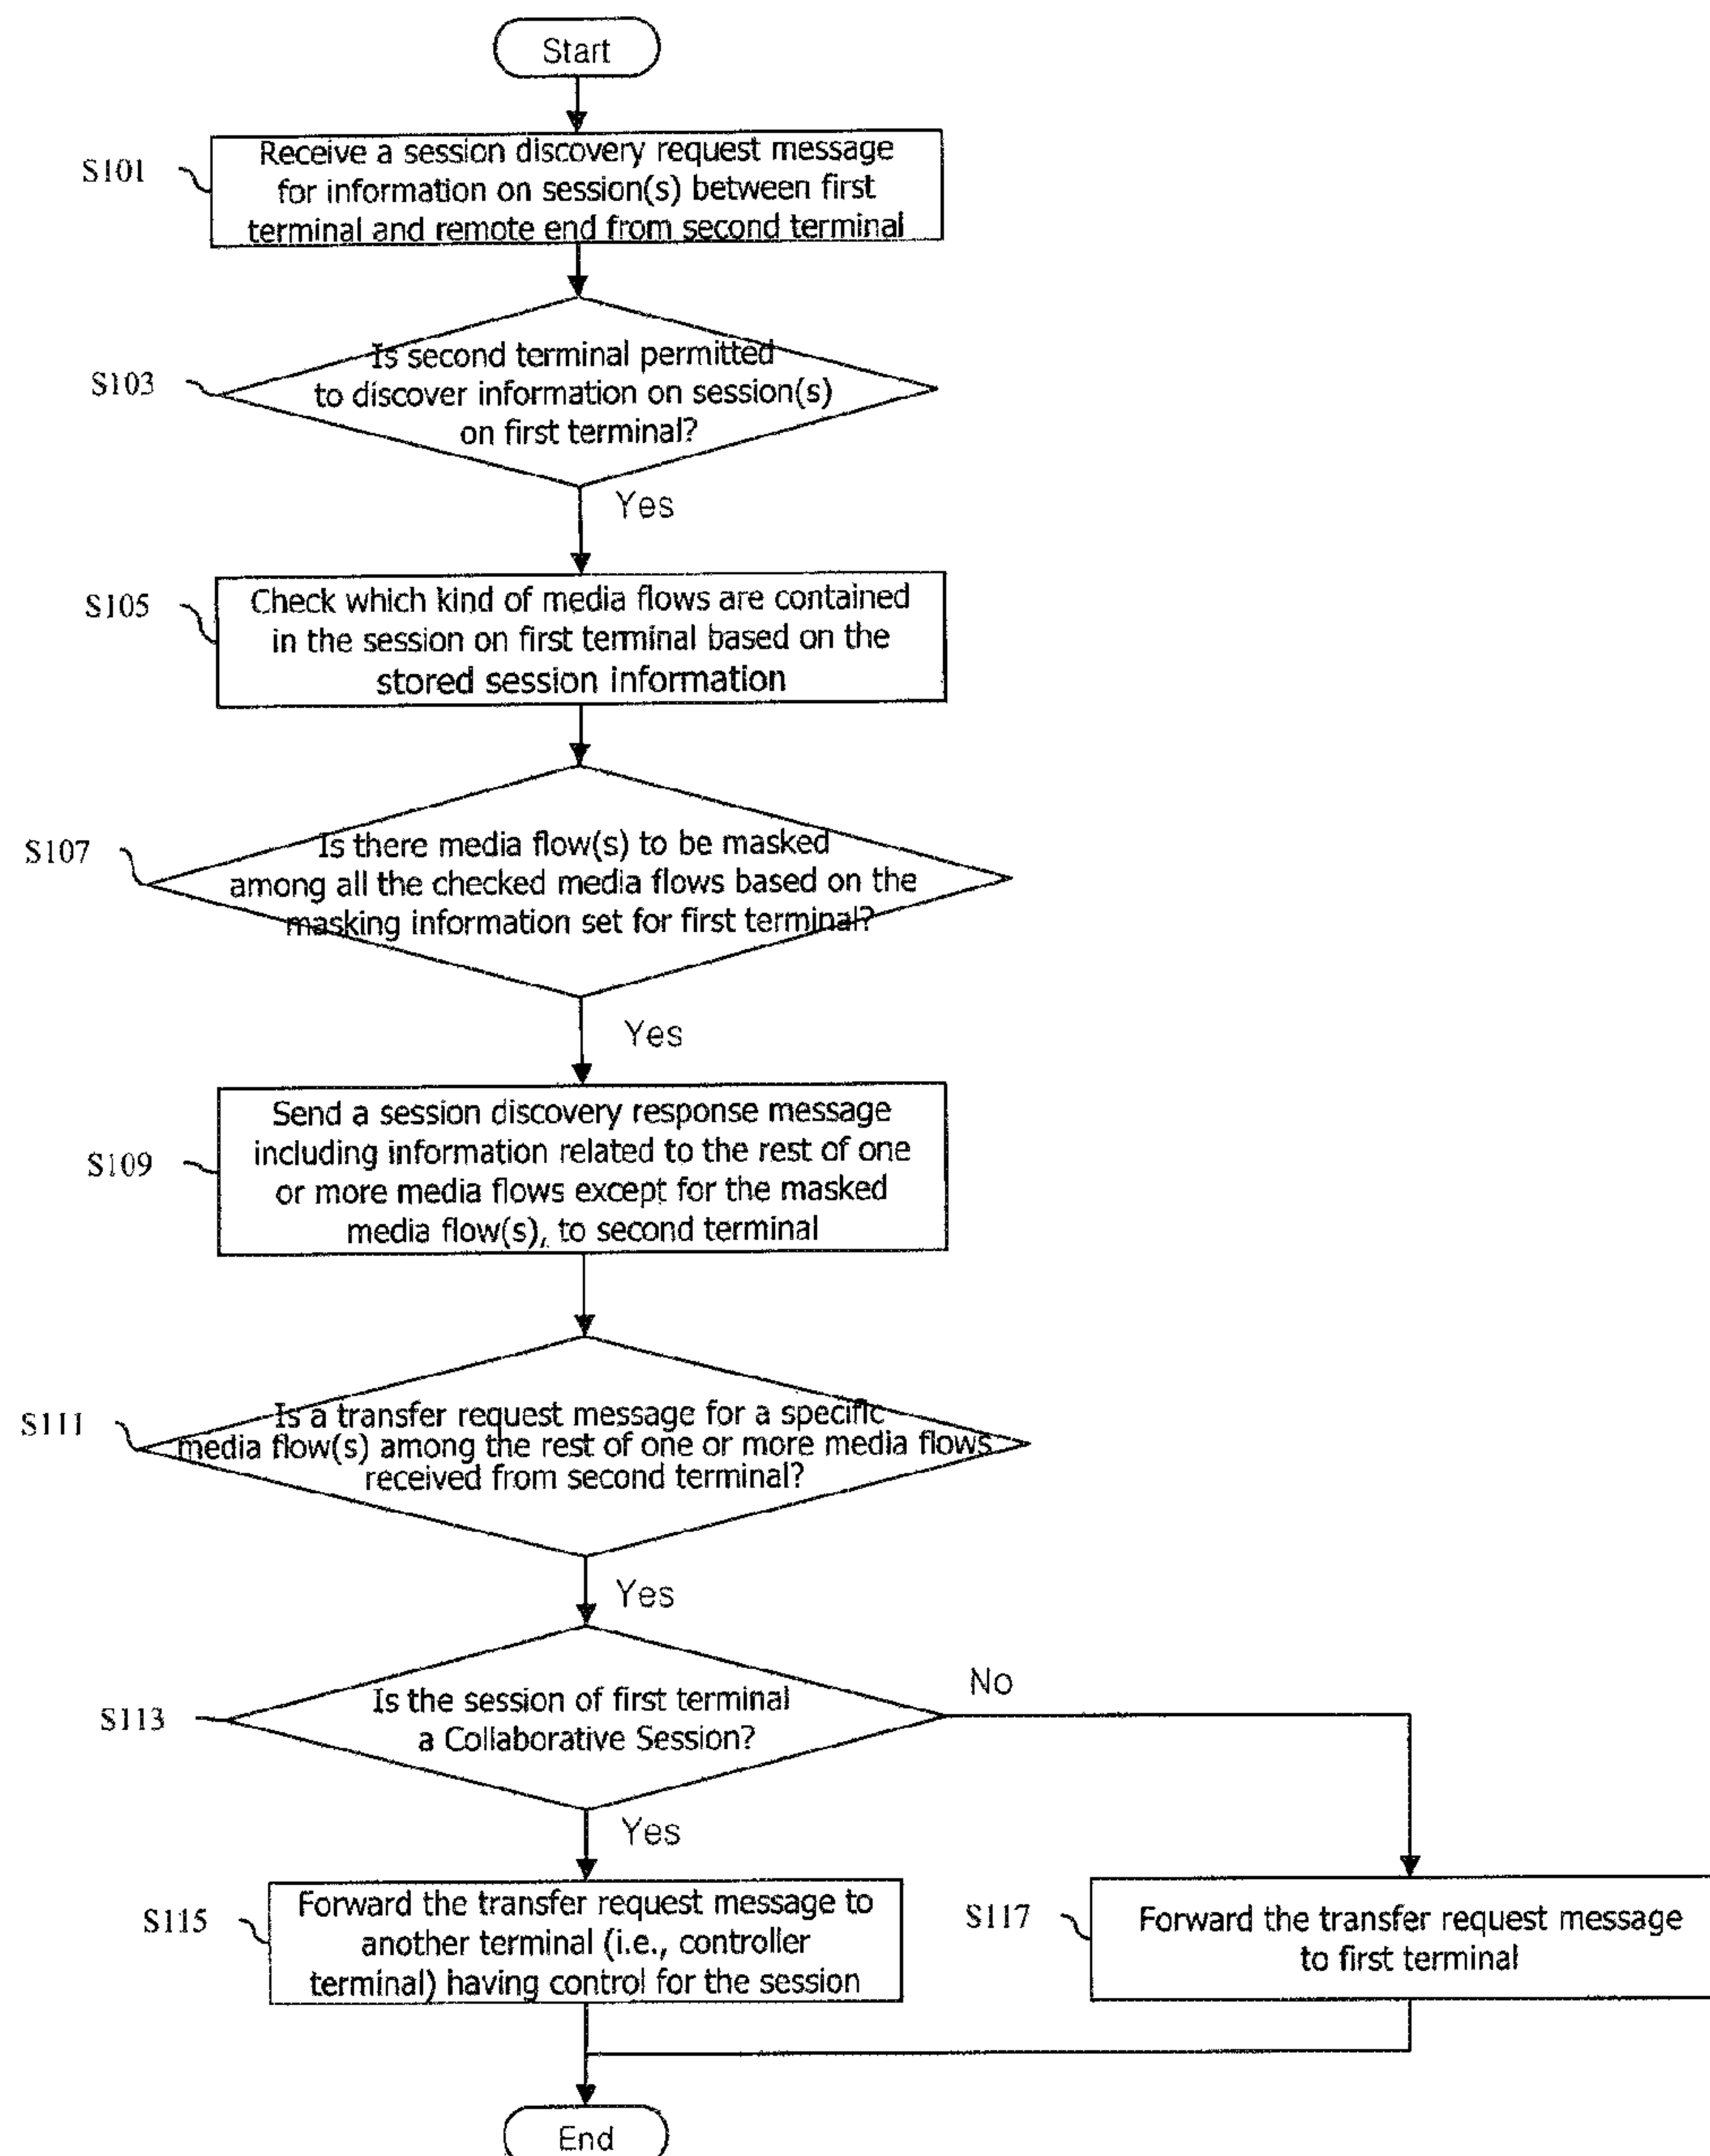 Start
S101
Receive a session discovery request message
for information on session(s) between first
terminal and remote end from second terminal
S103
Is second terminal permitted
to discover information on session(s)
on first terminal?
Yes
S105
Check which kind of media flows are contained
in the session on first terminal based on the
stored session information
S107
Is there media flow(s) to be masked
among all the checked media flows based on the
masking information set for first terminal?
Yes
S109
Send a session discovery response message
including information related to the rest of one
or more media flows except for the masked
media flow(s), to second terminal
S111
Is a transfer request message for a specific
media flow(s) among the rest of one or more media flows
received from second terminal?
Yes
S113
Is the session of first terminal
a Collaborative Session?
No
Yes
S115
Forward the transfer request message to
another terminal (i.e., controller
terminal) having control for the session
S117
Forward the transfer request message
to first terminal
End